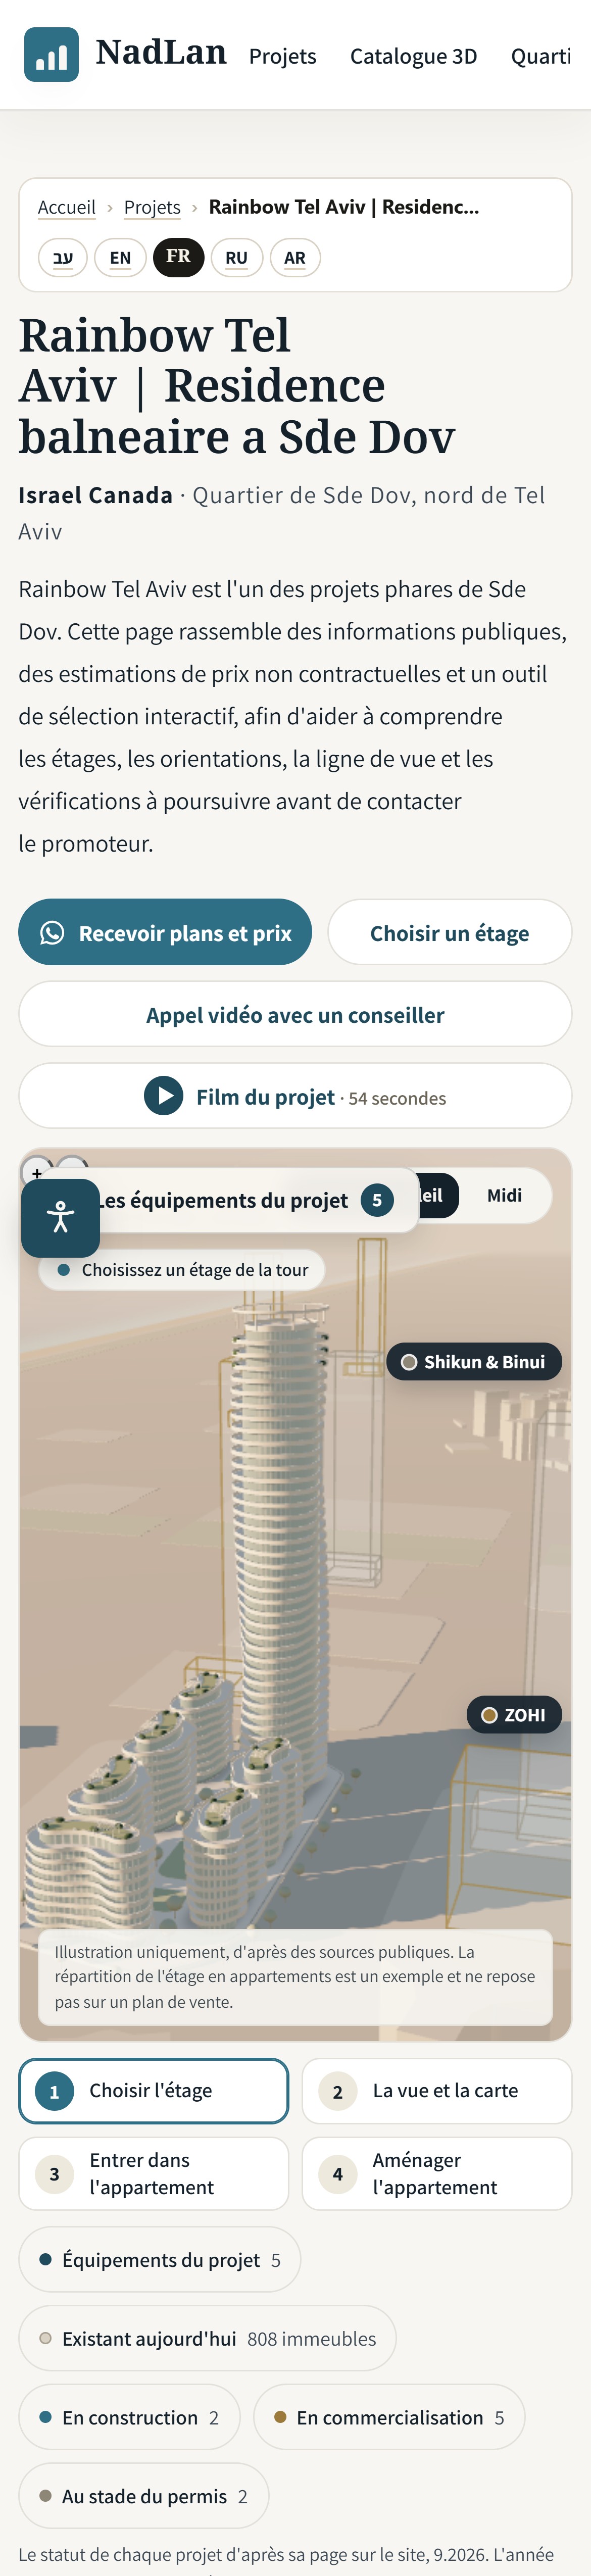 NadLan Projets Catalogue 3D Quarti
Accueil › Projets › Rainbow Tel Aviv | Residenc...
עב EN FR RU AR
Rainbow Tel
Aviv | Residence
balneaire a Sde Dov
Israel Canada · Quartier de Sde Dov, nord de Tel
Aviv
Rainbow Tel Aviv est l'un des projets phares de Sde
Dov. Cette page rassemble des informations publiques,
des estimations de prix non contractuelles et un outil
de sélection interactif, afin d'aider à comprendre
les étages, les orientations, la ligne de vue et les
vérifications à poursuivre avant de contacter
le promoteur.
Recevoir plans et prix
Choisir un étage
Appel vidéo avec un conseiller
Film du projet · 54 secondes
+
Les équipements du projet 5
leil Midi
Choisissez un étage de la tour
Shikun & Binui
ZOHI
Illustration uniquement, d'après des sources publiques. La
répartition de l'étage en appartements est un exemple et ne repose
pas sur un plan de vente.
1 Choisir l'étage
2 La vue et la carte
3 Entrer dans
l'appartement
4 Aménager
l'appartement
Équipements du projet 5
Existant aujourd'hui 808 immeubles
En construction 2
En commercialisation 5
Au stade du permis 2
Le statut de chaque projet d'après sa page sur le site, 9.2026. L'année